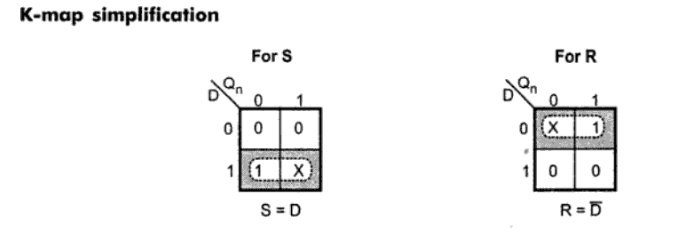 K-map simplification
For S For R
Qn Qn
D 0 1 D 0 1
0 0 0 0 X 1
1 1 X 1 0 0
S = D R = D̅